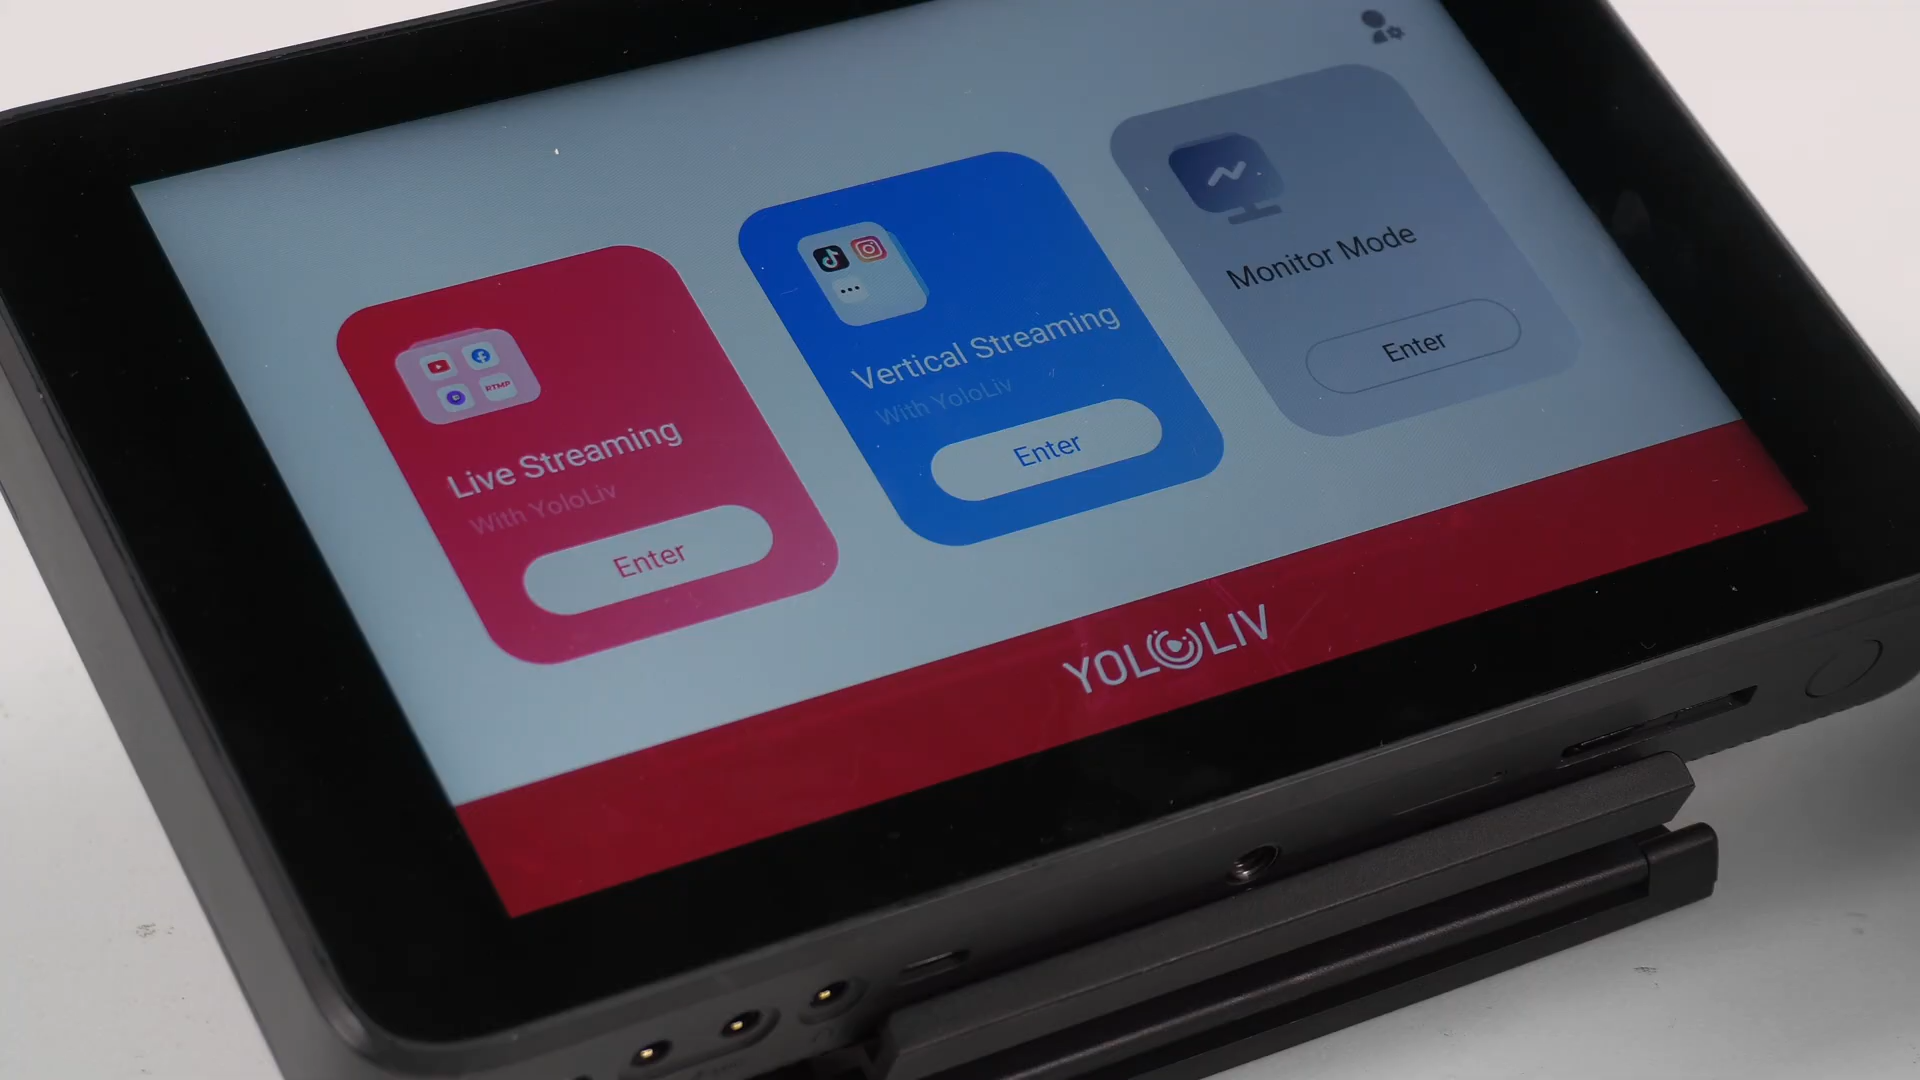 RTMP
Live Streaming
With YoloLiv
Enter
Vertical Streaming
With YoloLiv
Enter
Monitor Mode
Enter
YOLOLIV